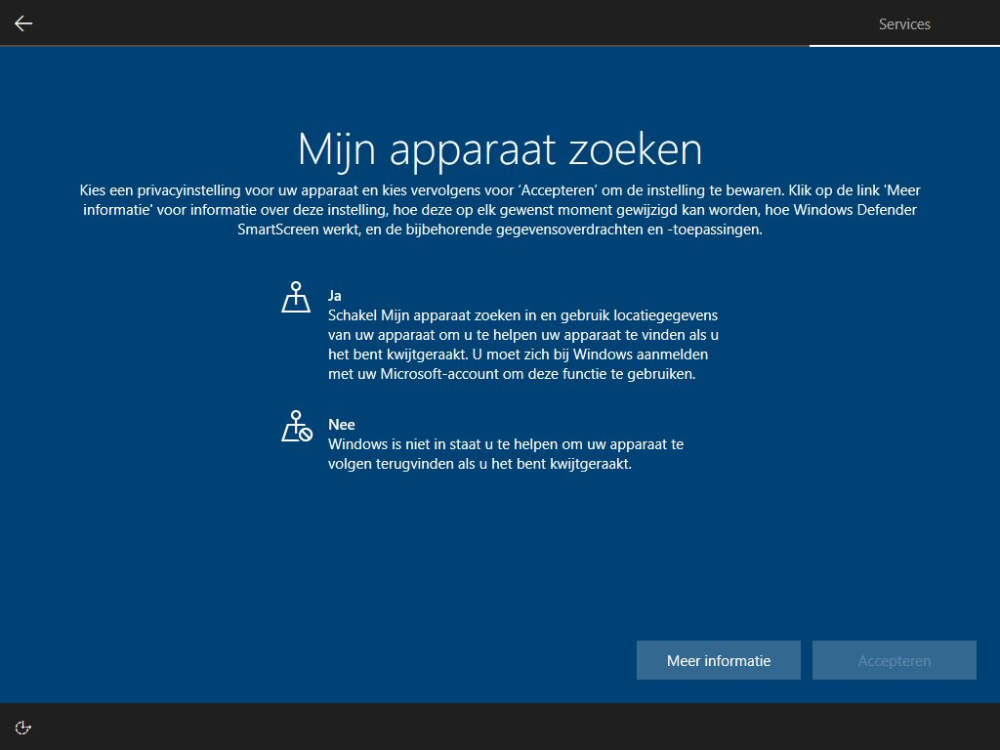 Services
Mijn apparaat zoeken
Kies een privacyinstelling voor uw apparaat en kies vervolgens voor ‘Accepteren’ om de instelling te bewaren. Klik op de link 'Meer
informatie' voor informatie over deze instelling, hoe deze op elk gewenst moment gewijzigd kan worden, hoe Windows Defender
SmartScreen werkt, en de bijbehorende gegevensoverdrachten en -toepassingen.
Ja
Schakel Mijn apparaat zoeken in en gebruik locatiegegevens
van uw apparaat om u te helpen uw apparaat te vinden als u
het bent kwijtgeraakt. U moet zich bij Windows aanmelden
met uw Microsoft-account om deze functie te gebruiken.
Nee
Windows is niet in staat u te helpen om uw apparaat te
volgen terugvinden als u het bent kwijtgeraakt.
Meer informatie
Accepteren